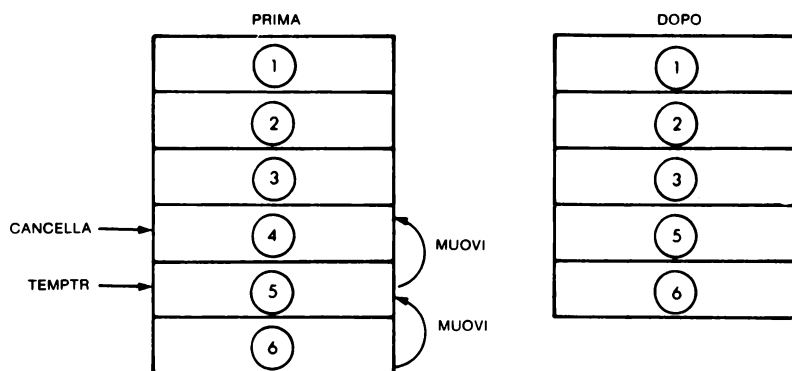 PRIMA DOPO
1 1
2 2
3 3
CANCELLA 4 5
MUOVI
TEMPTR 5 6
MUOVI
6